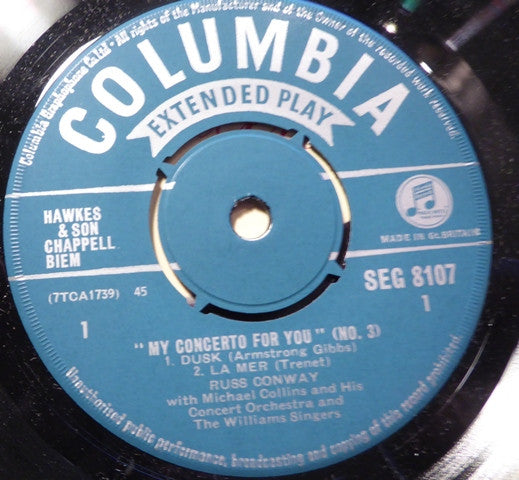 Columbia Graphophone Co Ltd · All rights of the Manufacturer and of the Owner of the recorded work reserved
COLUMBIA
EXTENDED PLAY
HAWKES
& SON
CHAPPELL
BIEM
MADE IN Gt. BRITAIN
(7TCA1739) 45
SEG 8107
1
1
"MY CONCERTO FOR YOU" (NO. 3)
1. DUSK (Armstrong Gibbs)
2. LA MER (Trenet)
RUSS CONWAY
with Michael Collins and His
Concert Orchestra and
The Williams Singers
Unauthorised public performance, broadcasting and copying of this record prohibited.